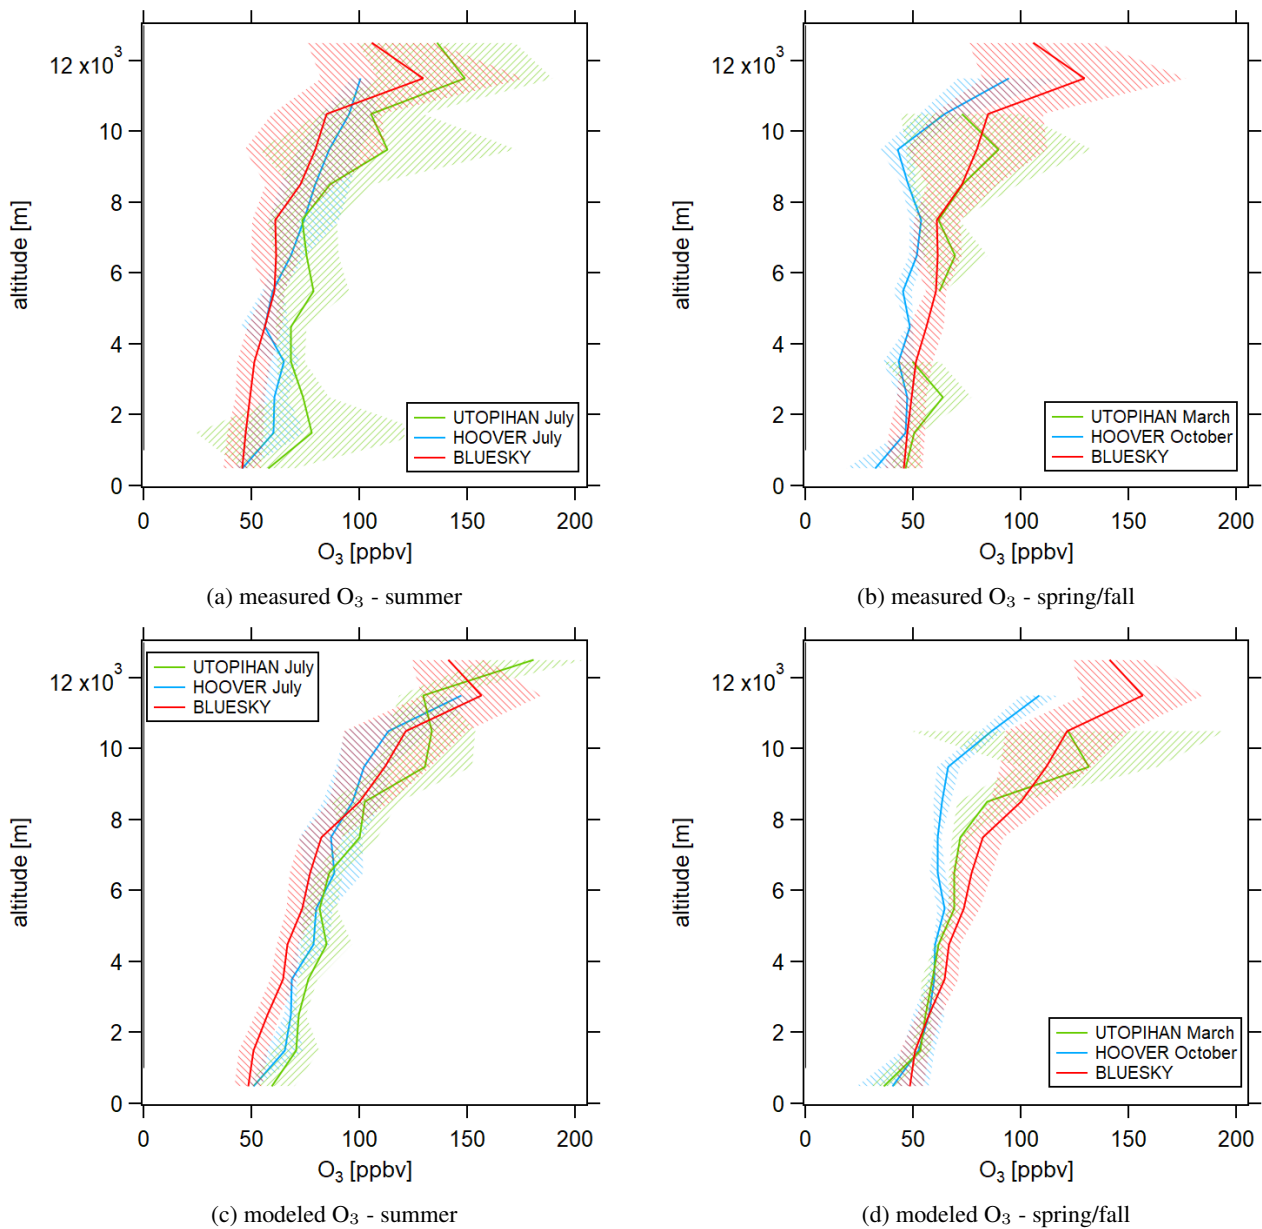 12 x10³
10
8
6
4
2
0
altitude [m]
UTOPIHAN July
HOOVER July
BLUESKY
0 50 100 150 200
O₃ [ppbv]
(a) measured O₃ - summer
12 x10³
10
8
6
4
2
0
altitude [m]
UTOPIHAN March
HOOVER October
BLUESKY
0 50 100 150 200
O₃ [ppbv]
(b) measured O₃ - spring/fall
UTOPIHAN July
HOOVER July
BLUESKY
12 x10³
10
8
6
4
2
0
altitude [m]
0 50 100 150 200
O₃ [ppbv]
(c) modeled O₃ - summer
12 x10³
10
8
6
4
2
0
altitude [m]
UTOPIHAN March
HOOVER October
BLUESKY
0 50 100 150 200
O₃ [ppbv]
(d) modeled O₃ - spring/fall